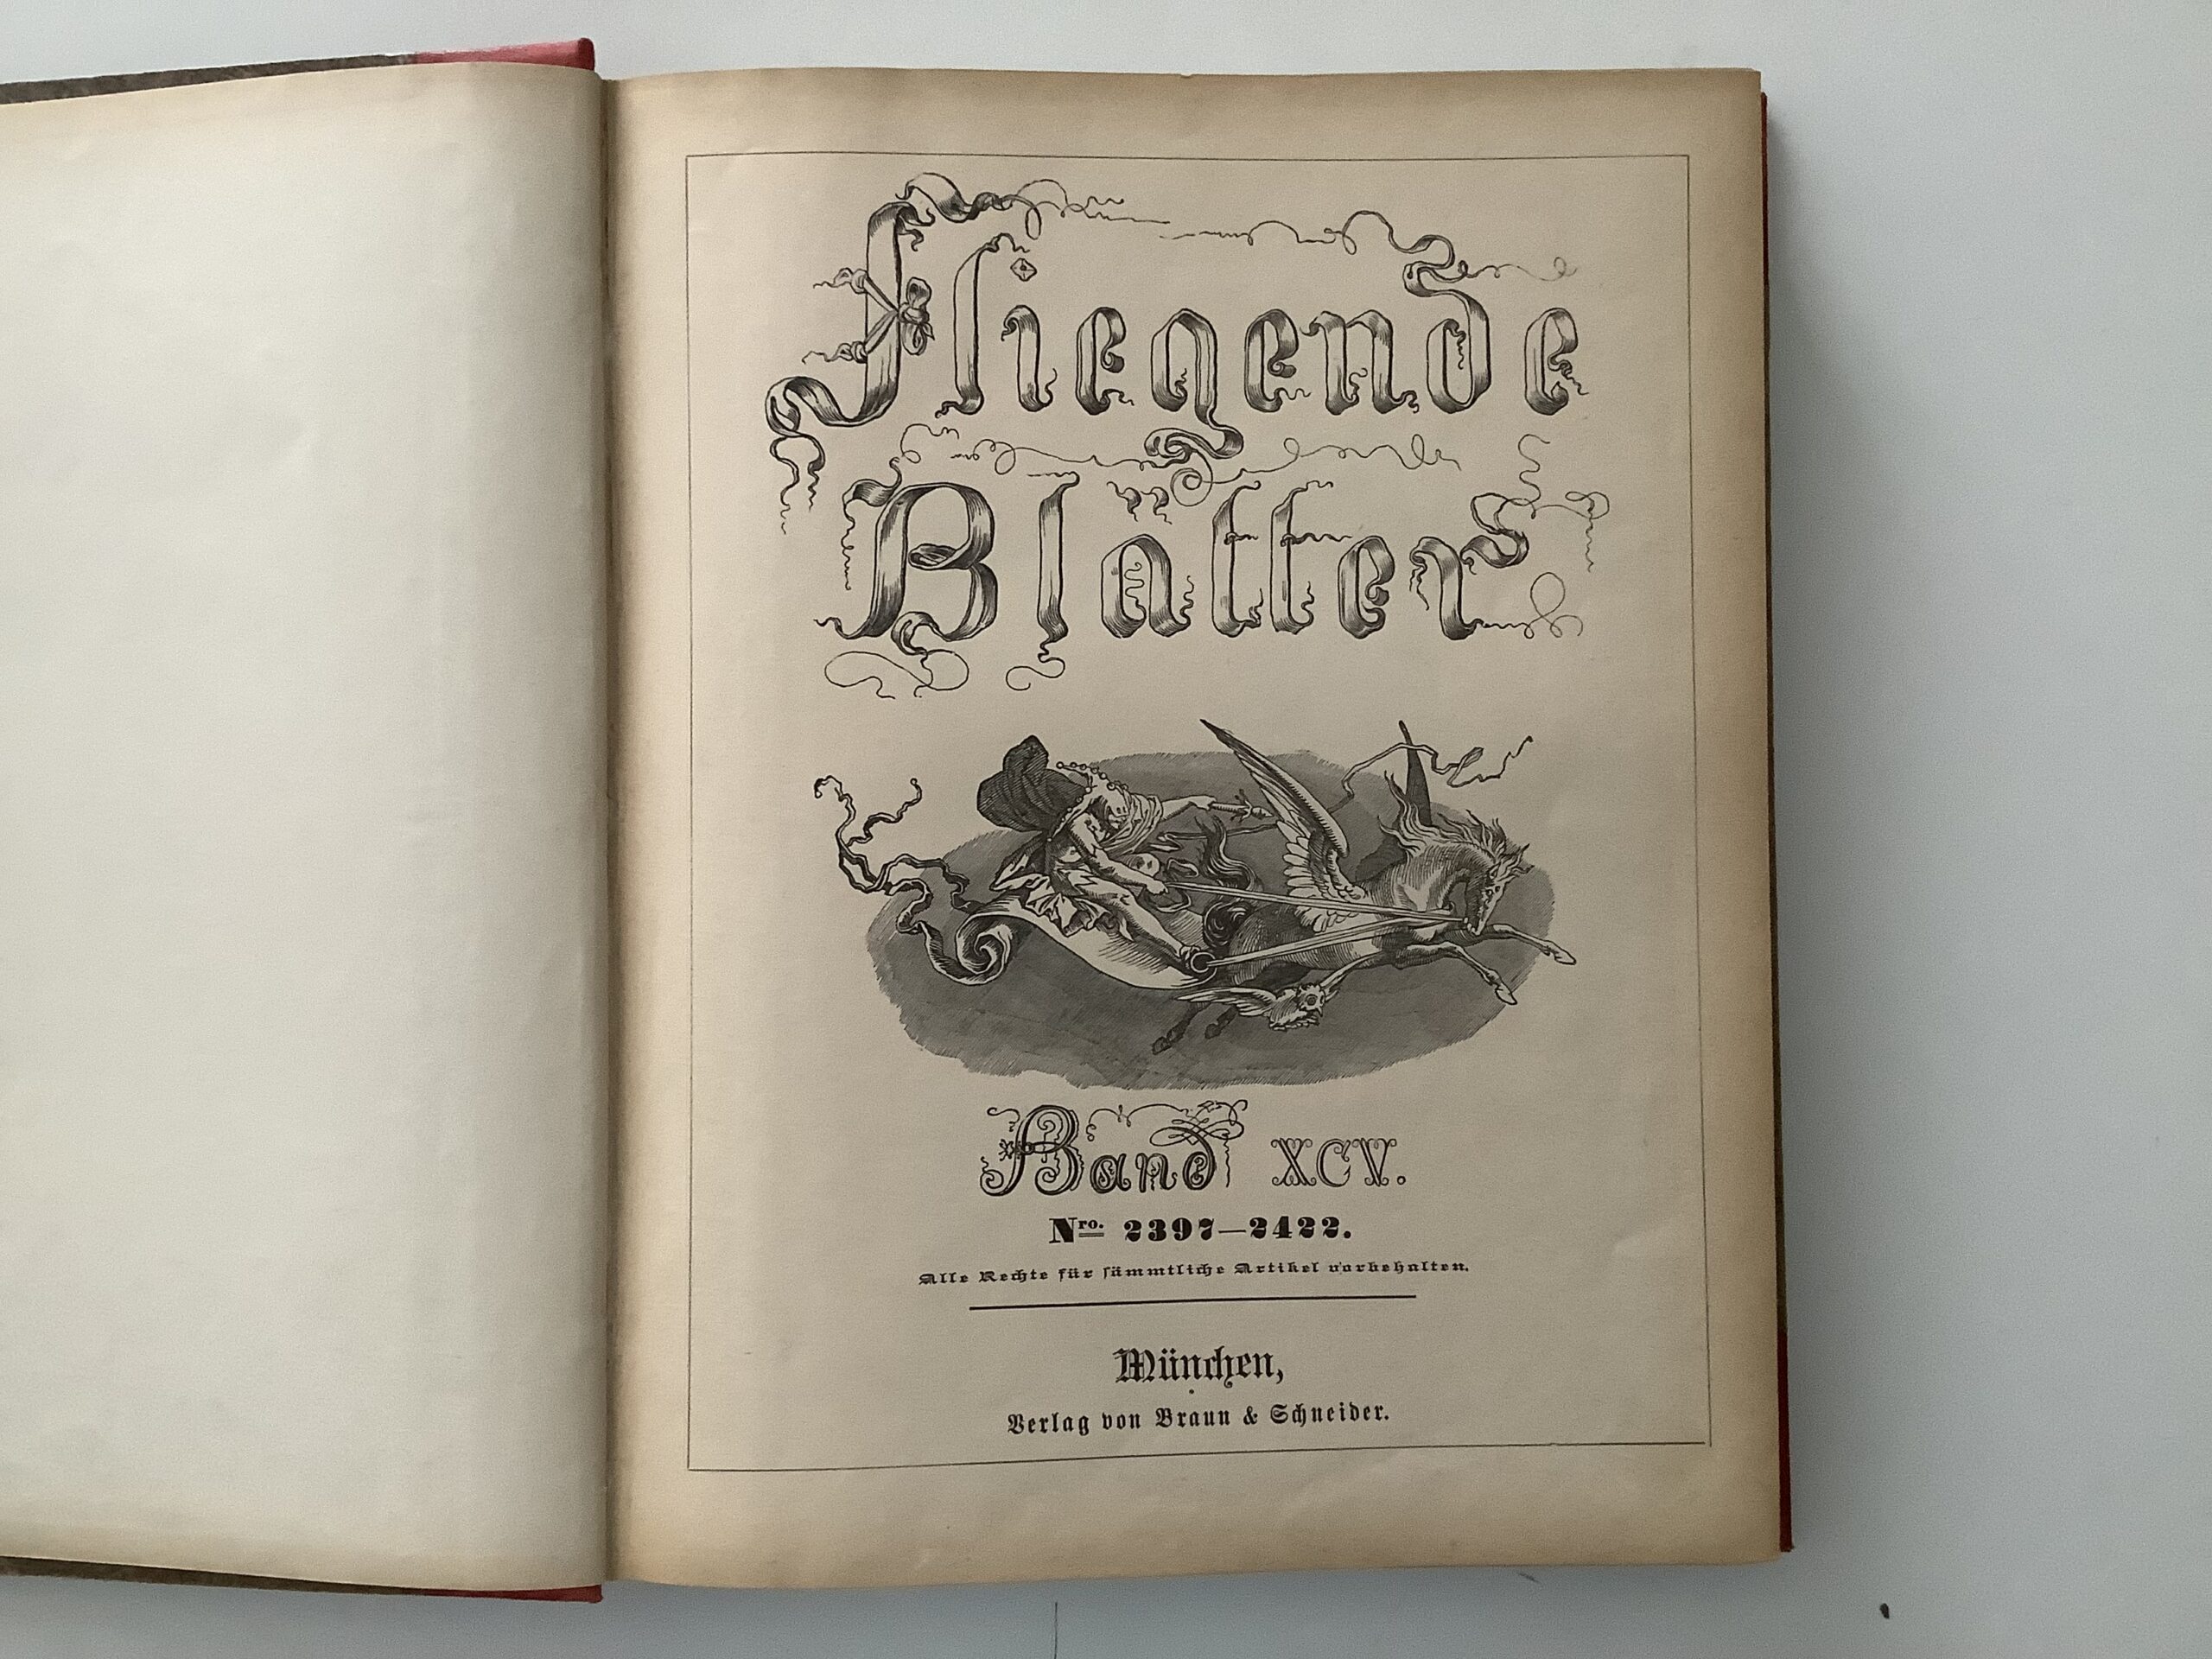 Fliegende
Blätter
Band XCV.
Nro. 2397—2422.
Alle Rechte für sämmtliche Artikel vorbehalten.
München,
Verlag von Braun & Schneider.